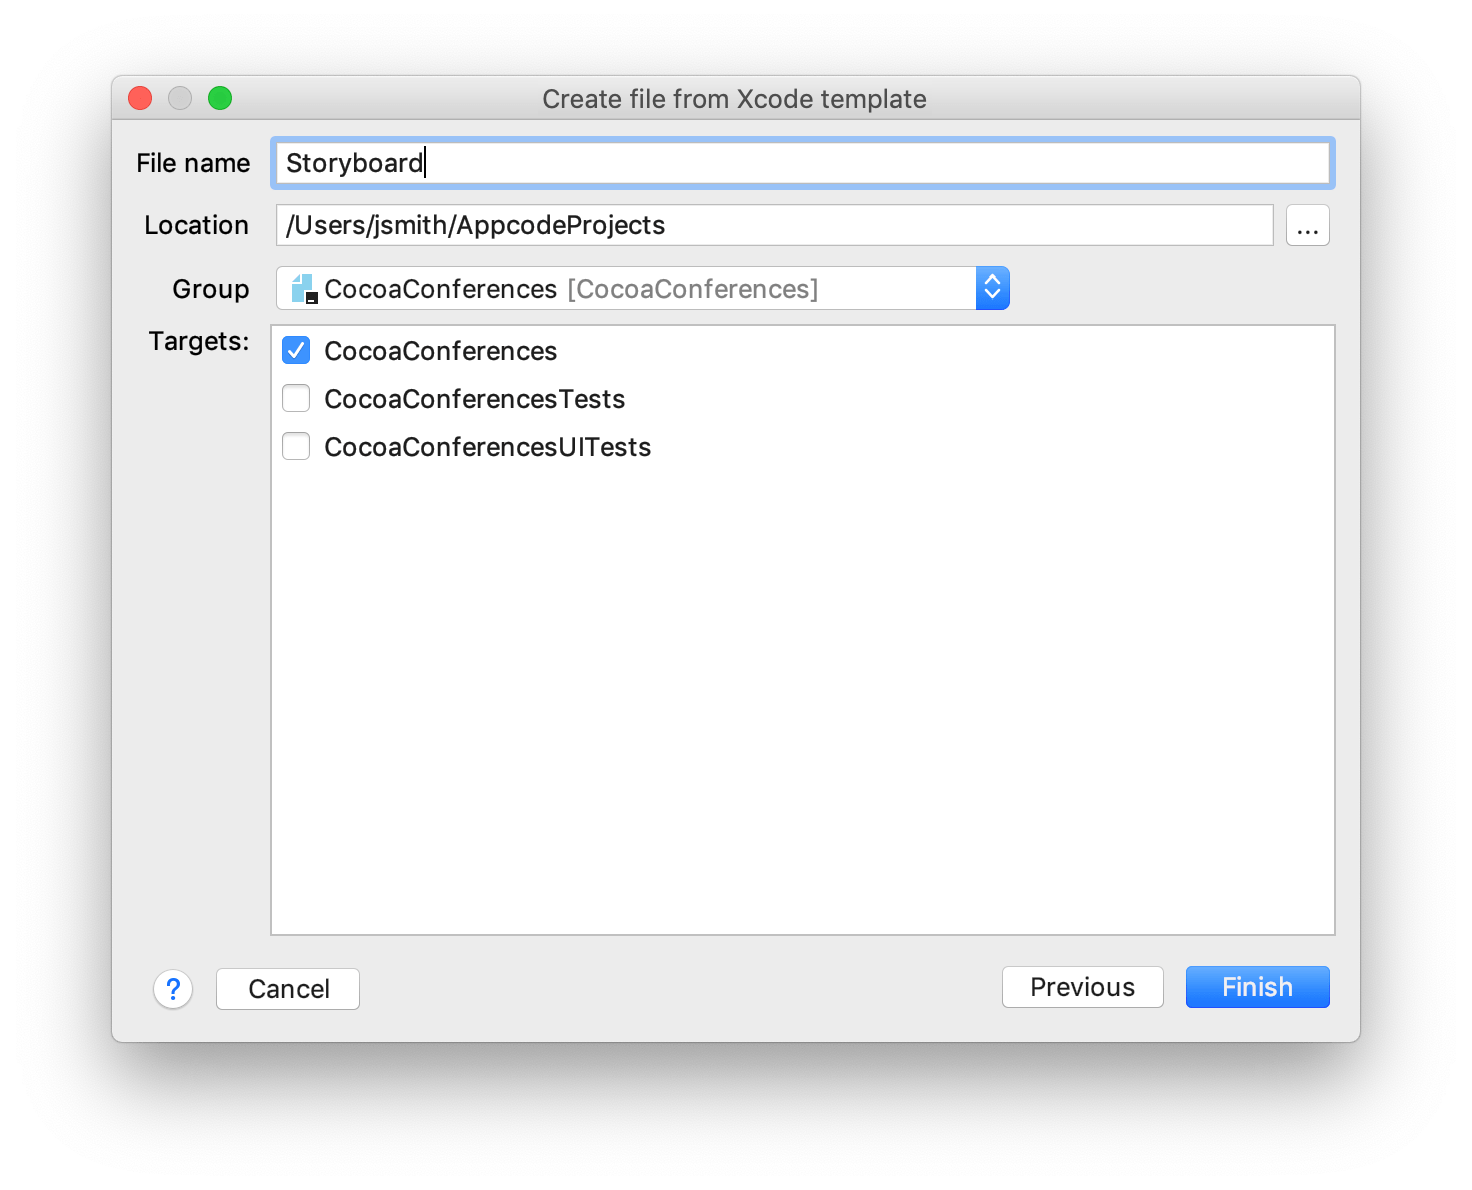 Create file from Xcode template
File name Storyboard
Location /Users/jsmith/AppcodeProjects ...
Group CocoaConferences [CocoaConferences]
Targets: CocoaConferences
CocoaConferencesTests
CocoaConferencesUITests
? Cancel Previous Finish